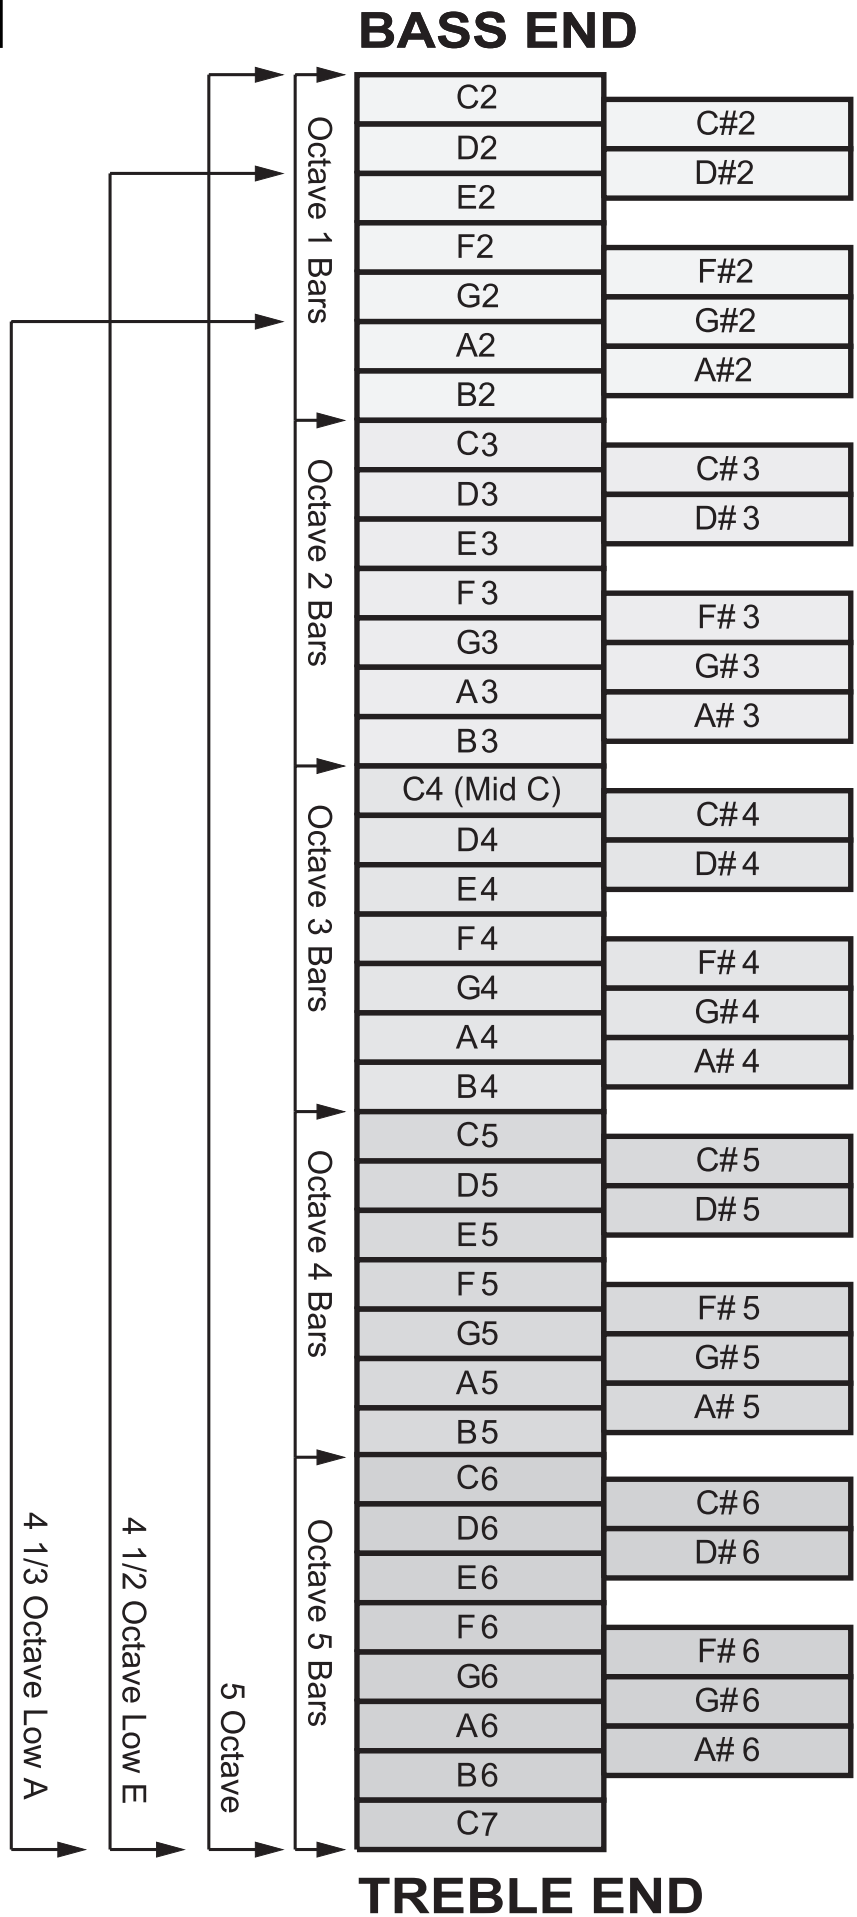 BASS END
C2
C#2
D2
D#2
E2
F2
F#2
G2
G#2
A2
A#2
B2
C3
C#3
D3
D#3
E3
F3
F#3
G3
G#3
A3
A#3
B3
C4 (Mid C)
C#4
D4
D#4
E4
F4
F#4
G4
G#4
A4
A#4
B4
C5
C#5
D5
D#5
E5
F5
F#5
G5
G#5
A5
A#5
B5
C6
C#6
D6
D#6
E6
F6
F#6
G6
G#6
A6
A#6
B6
C7
Octave 1 Bars
Octave 2 Bars
Octave 3 Bars
Octave 4 Bars
Octave 5 Bars
5 Octave
4 1/2 Octave Low E
4 1/3 Octave Low A
TREBLE END